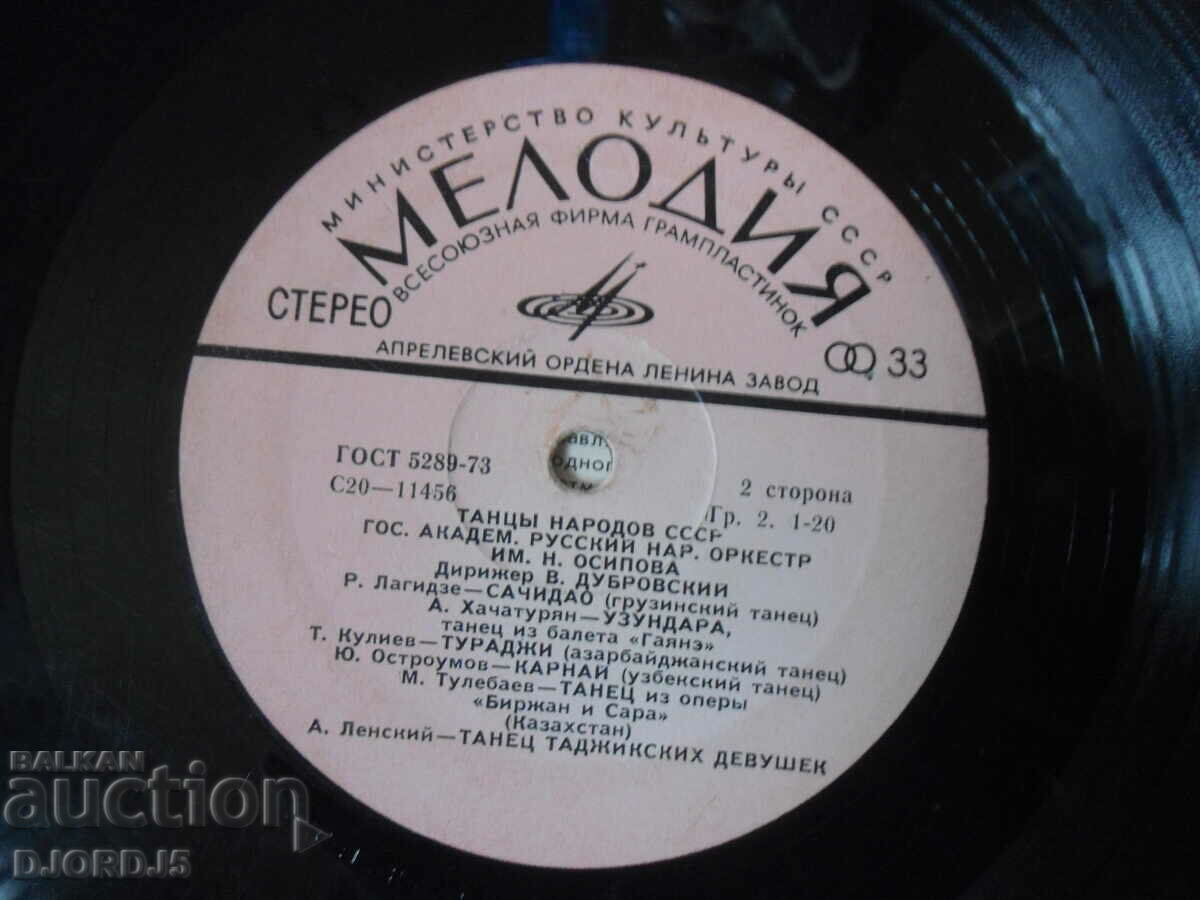 МИНИСТЕРСТВО КУЛЬТУРЫ СССР
МЕЛОДИЯ
ВСЕСОЮЗНАЯ ФИРМА ГРАМПЛАСТИНОК
СТЕРЕО
33
АПРЕЛЕВСКИЙ ОРДЕНА ЛЕНИНА ЗАВОД
ГОСТ 5289-73
С20—11456
2 сторона
Гр. 2. 1-20
ТАНЦЫ НАРОДОВ СССР
ГОС. АКАДЕМ. РУССКИЙ НАР. ОРКЕСТР
ИМ. Н. ОСИПОВА
Дирижер В. ДУБРОВСКИЙ
Р. Лагидзе—САЧИДАО (грузинский танец)
А. Хачатурян—УЗУНДАРА,
танец из балета «Гаянэ»
Т. Кулиев—ТУРАДЖИ (азарбайджанский танец)
Ю. Остроумов—КАРНАЙ (узбекский танец)
М. Тулебаев—ТАНЕЦ из оперы
«Биржан и Сара»
(Казахстан)
А. Ленский—ТАНЕЦ ТАДЖИКСКИХ ДЕВУШЕК
BALKAN
auction
DJORDJ5